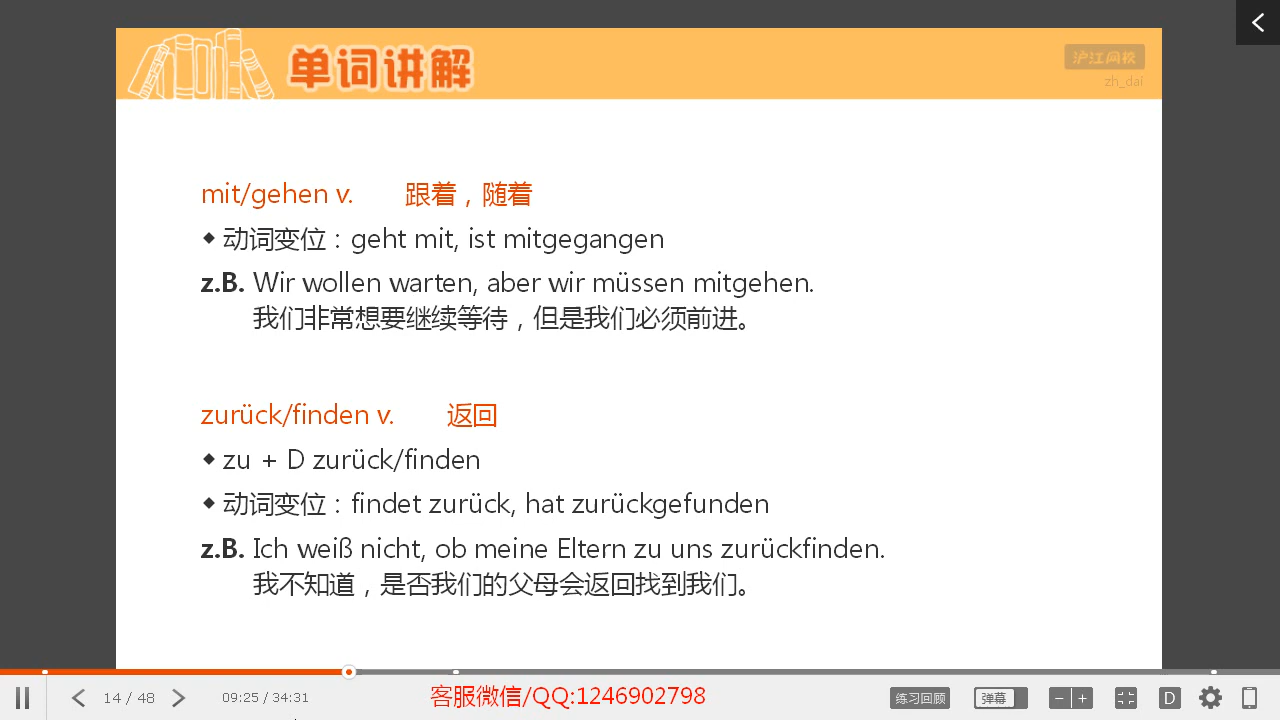 单词讲解
沪江网校
zh_dai
mit/gehen v. 跟着，随着
◆ 动词变位：geht mit, ist mitgegangen
z.B. Wir wollen warten, aber wir müssen mitgehen.
我们非常想要继续等待，但是我们必须前进。
zurück/finden v. 返回
◆ zu + D zurück/finden
◆ 动词变位：findet zurück, hat zurückgefunden
z.B. Ich weiß nicht, ob meine Eltern zu uns zurückfinden.
我不知道，是否我们的父母会返回找到我们。
14 / 48 09:25 / 34:31 客服微信/QQ:1246902798 练习回顾 弹幕 － + D